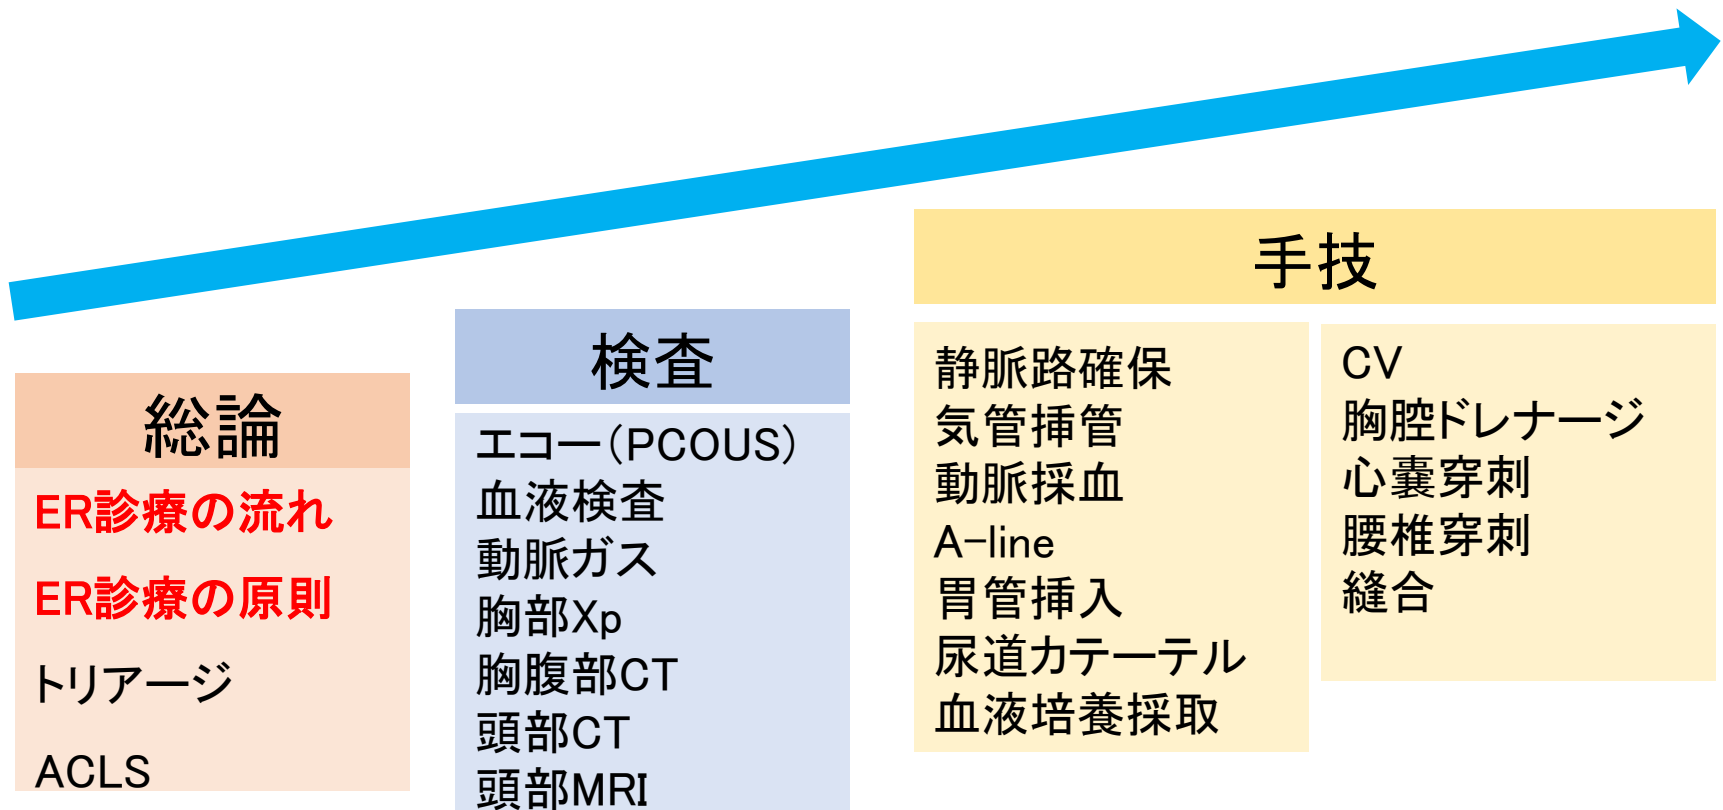 総論
ER診療の流れ
ER診療の原則
トリアージ
ACLS
検査
エコー(PCOUS)
血液検査
動脈ガス
胸部Xp
胸腹部CT
頭部CT
頭部MRI
手技
静脈路確保
気管挿管
動脈採血
A-line
胃管挿入
尿道カテーテル
血液培養採取
CV
胸腔ドレナージ
心嚢穿刺
腰椎穿刺
縫合